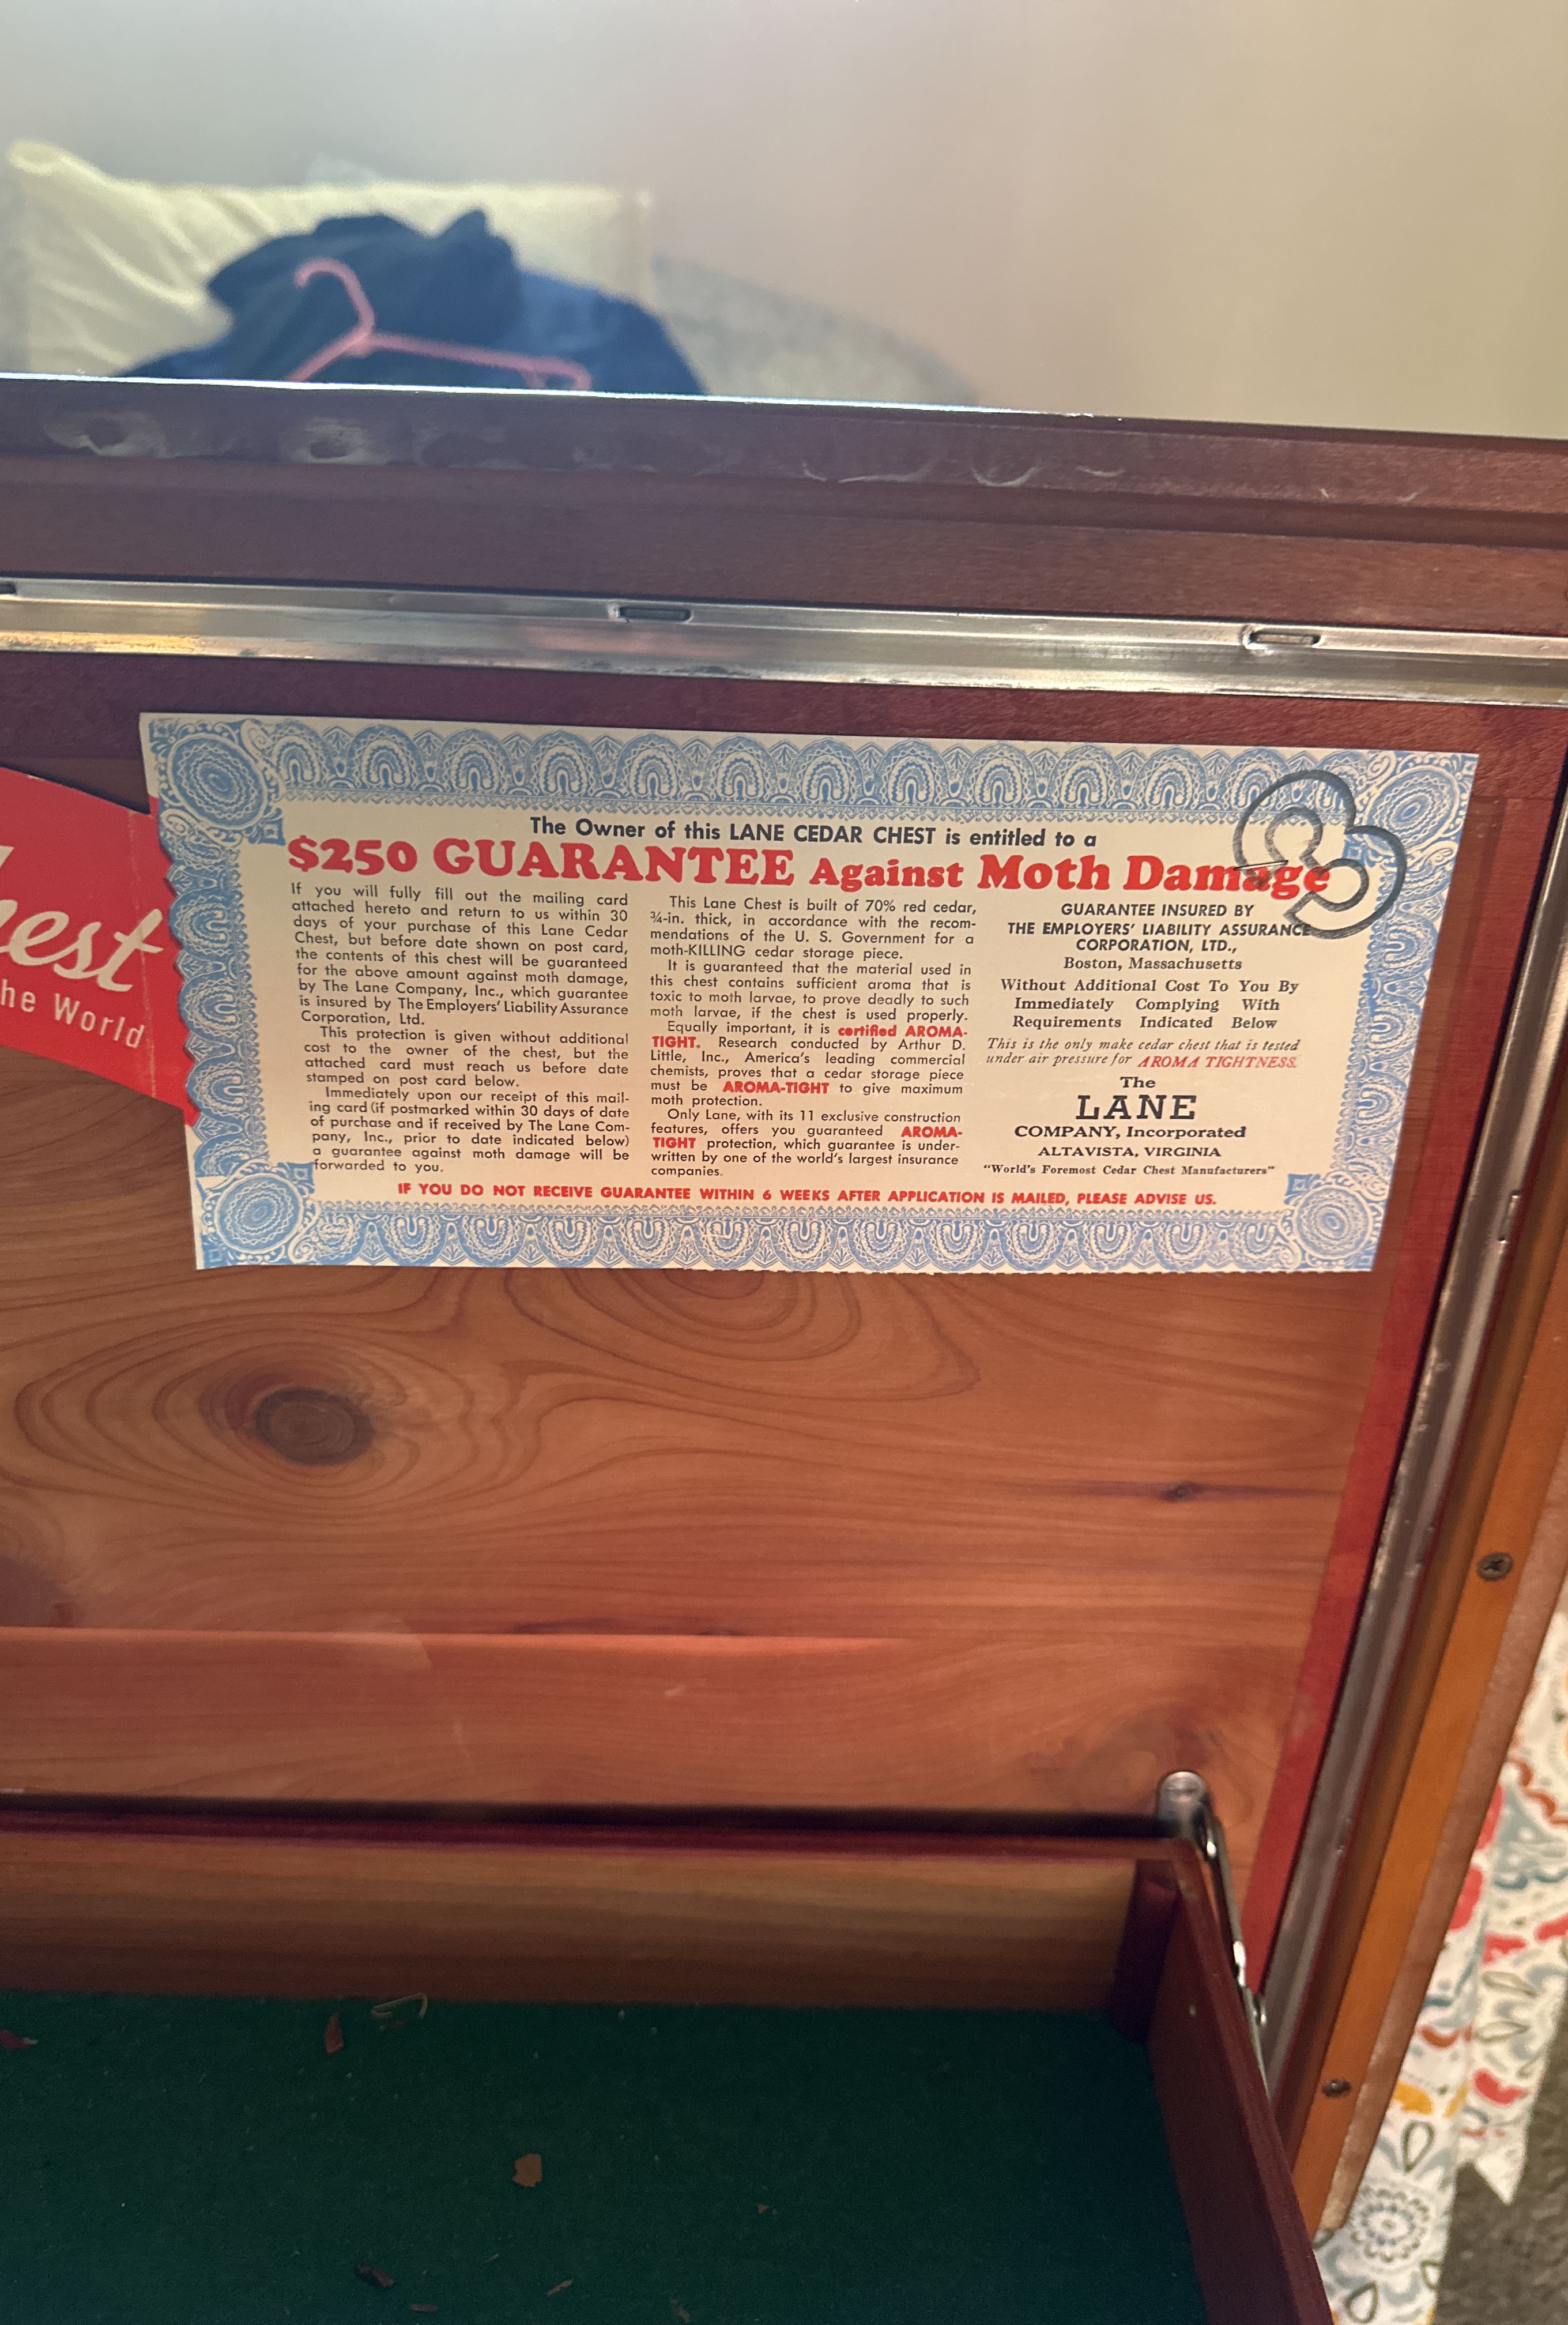 hest
he World
The Owner of this LANE CEDAR CHEST is entitled to a
$250 GUARANTEE Against Moth Damage
3
If you will fully fill out the mailing card
attached hereto and return to us within 30
days of your purchase of this Lane Cedar
Chest, but before date shown on post card,
the contents of this chest will be guaranteed
for the above amount against moth damage,
by The Lane Company, Inc., which guarantee
is insured by The Employers' Liability Assurance
Corporation, Ltd.
This protection is given without additional
cost to the owner of the chest, but the
attached card must reach us before date
stamped on post card below.
Immediately upon our receipt of this mail-
ing card (if postmarked within 30 days of date
of purchase and if received by The Lane Com-
pany, Inc., prior to date indicated below)
a guarantee against moth damage will be
forwarded to you.
This Lane Chest is built of 70% red cedar,
¾-in. thick, in accordance with the recom-
mendations of the U. S. Government for a
moth-KILLING cedar storage piece.
It is guaranteed that the material used in
this chest contains sufficient aroma that is
toxic to moth larvae, to prove deadly to such
moth larvae, if the chest is used properly.
Equally important, it is certified AROMA-
TIGHT. Research conducted by Arthur D.
Little, Inc., America's leading commercial
chemists, proves that a cedar storage piece
must be AROMA-TIGHT to give maximum
moth protection.
Only Lane, with its 11 exclusive construction
features, offers you guaranteed AROMA-
TIGHT protection, which guarantee is under-
written by one of the world's largest insurance
companies.
GUARANTEE INSURED BY
THE EMPLOYERS' LIABILITY ASSURANCE
CORPORATION, LTD.,
Boston, Massachusetts
Without Additional Cost To You By
Immediately Complying With
Requirements Indicated Below
This is the only make cedar chest that is tested
under air pressure for AROMA TIGHTNESS.
The
LANE
COMPANY, Incorporated
ALTAVISTA, VIRGINIA
"World's Foremost Cedar Chest Manufacturers"
IF YOU DO NOT RECEIVE GUARANTEE WITHIN 6 WEEKS AFTER APPLICATION IS MAILED, PLEASE ADVISE US.